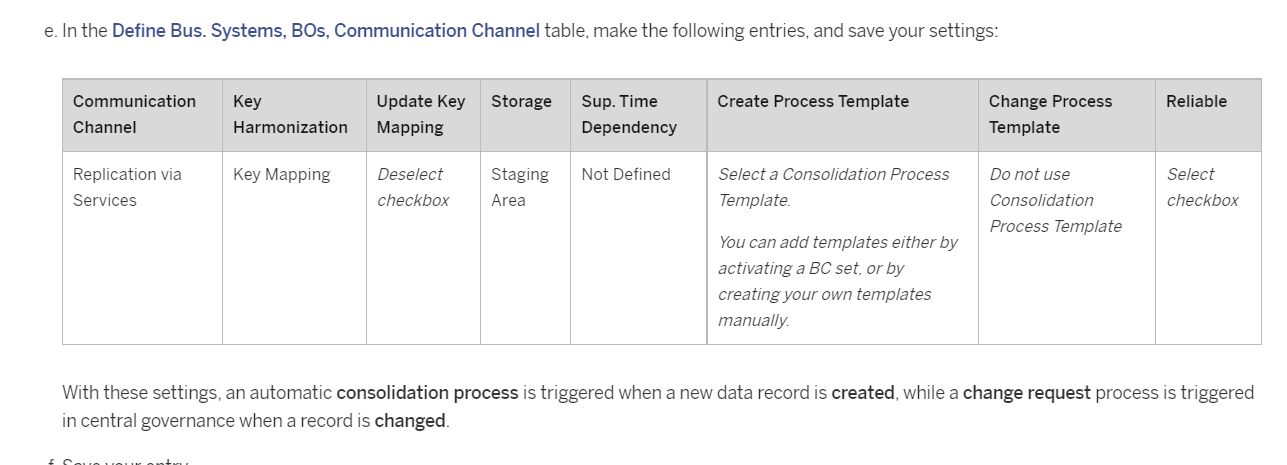 e. In the Define Bus. Systems, BOs, Communication Channel table, make the following entries, and save your settings:
Communication Channel
Key Harmonization
Update Key Mapping
Storage
Sup. Time Dependency
Create Process Template
Change Process Template
Reliable
Replication via Services
Key Mapping
Deselect checkbox
Staging Area
Not Defined
Select a Consolidation Process Template.
You can add templates either by activating a BC set, or by creating your own templates manually.
Do not use Consolidation Process Template
Select checkbox
With these settings, an automatic consolidation process is triggered when a new data record is created, while a change request process is triggered
in central governance when a record is changed.
f. Save your entry